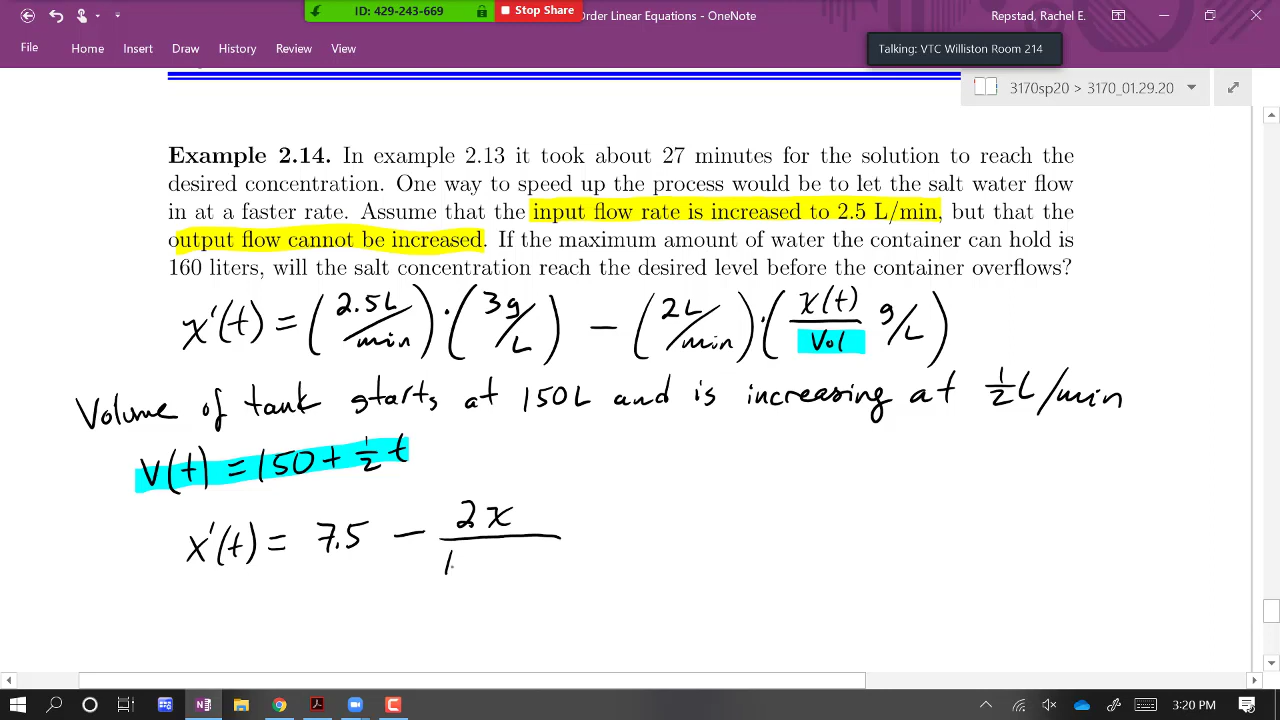 ID: 429-243-669
Stop Share
Order Linear Equations - OneNote
Repstad, Rachel E.
File
Home
Insert
Draw
History
Review
View
Talking: VTC Williston Room 214
3170sp20 > 3170_01.29.20
Example 2.14. In example 2.13 it took about 27 minutes for the solution to reach the
desired concentration. One way to speed up the process would be to let the salt water flow
in at a faster rate. Assume that the input flow rate is increased to 2.5 L/min, but that the
output flow cannot be increased. If the maximum amount of water the container can hold is
160 liters, will the salt concentration reach the desired level before the container overflows?
x'(t) = (2.5L/min)·(3g/L) − (2L/min)·(x(t)/Vol g/L)
Volume of tank starts at 150L and is increasing at 1/2 L/min
V(t) = 150 + 1/2 t
x'(t) = 7.5 − 2x/1
3:20 PM